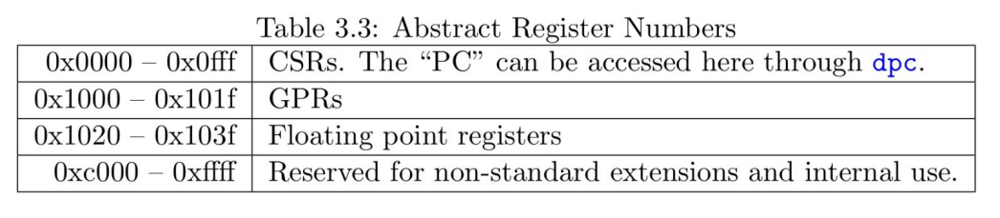 Table 3.3: Abstract Register Numbers
0x0000 – 0x0fff CSRs. The “PC” can be accessed here through dpc.
0x1000 – 0x101f GPRs
0x1020 – 0x103f Floating point registers
0xc000 – 0xffff Reserved for non-standard extensions and internal use.